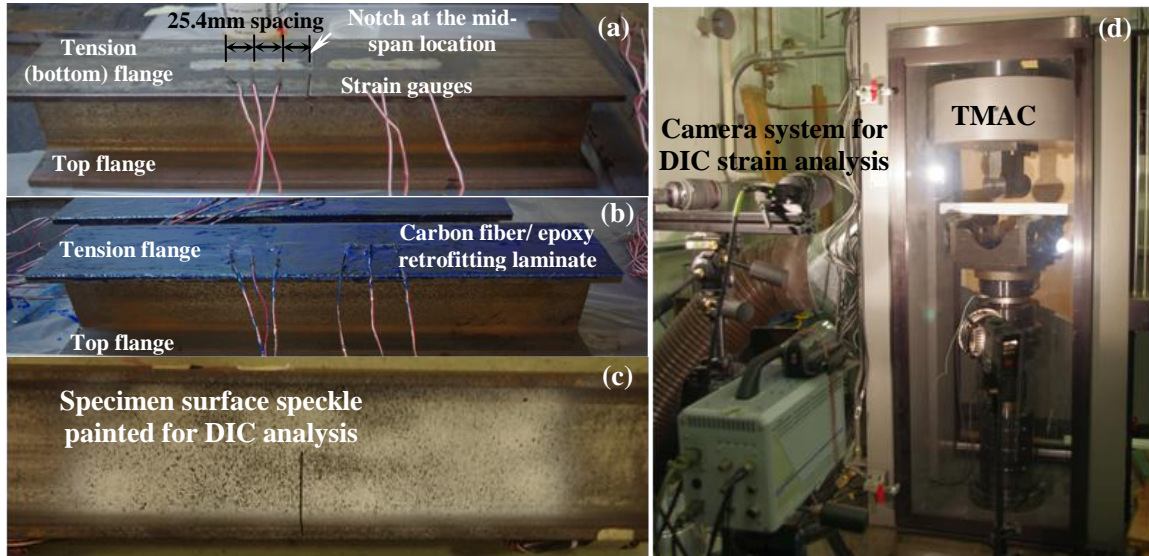 25.4mm spacing
Notch at the mid-
span location
(a)
Tension
(bottom) flange
Strain gauges
Top flange
(b)
Tension flange
Carbon fiber/ epoxy
retrofitting laminate
Top flange
(c)
Specimen surface speckle
painted for DIC analysis
(d)
TMAC
Camera system for
DIC strain analysis